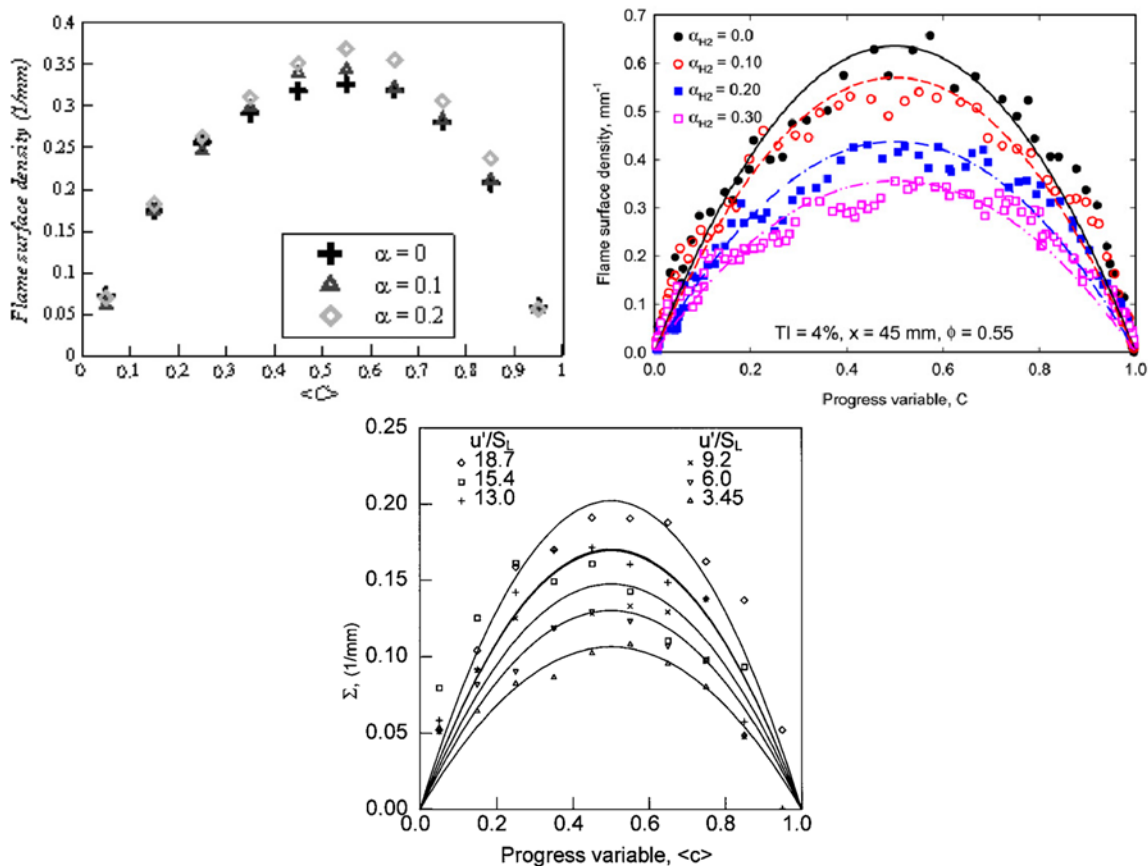 0.4
0.35
0.3
0.25
0.2
0.15
0.1
0.05
0
Flame surface density (1/mm)
α = 0
α = 0.1
α = 0.2
0 0.1 0.2 0.3 0.4 0.5 0.6 0.7 0.8 0.9 1
<C>
0.7
0.6
0.5
0.4
0.3
0.2
0.1
0.0
Flame surface density, mm-1
αH2 = 0.0
αH2 = 0.10
αH2 = 0.20
αH2 = 0.30
TI = 4%, x = 45 mm, ϕ = 0.55
0.0 0.2 0.4 0.6 0.8 1.0
Progress variable, C
0.25
0.20
0.15
0.10
0.05
0.00
Σ, (1/mm)
u'/SL
18.7
15.4
13.0
u'/SL
9.2
6.0
3.45
0.0 0.2 0.4 0.6 0.8 1.0
Progress variable, <c>